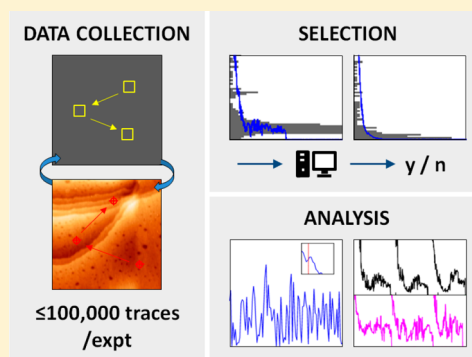 DATA COLLECTION
≤100,000 traces
/expt
SELECTION
y / n
ANALYSIS